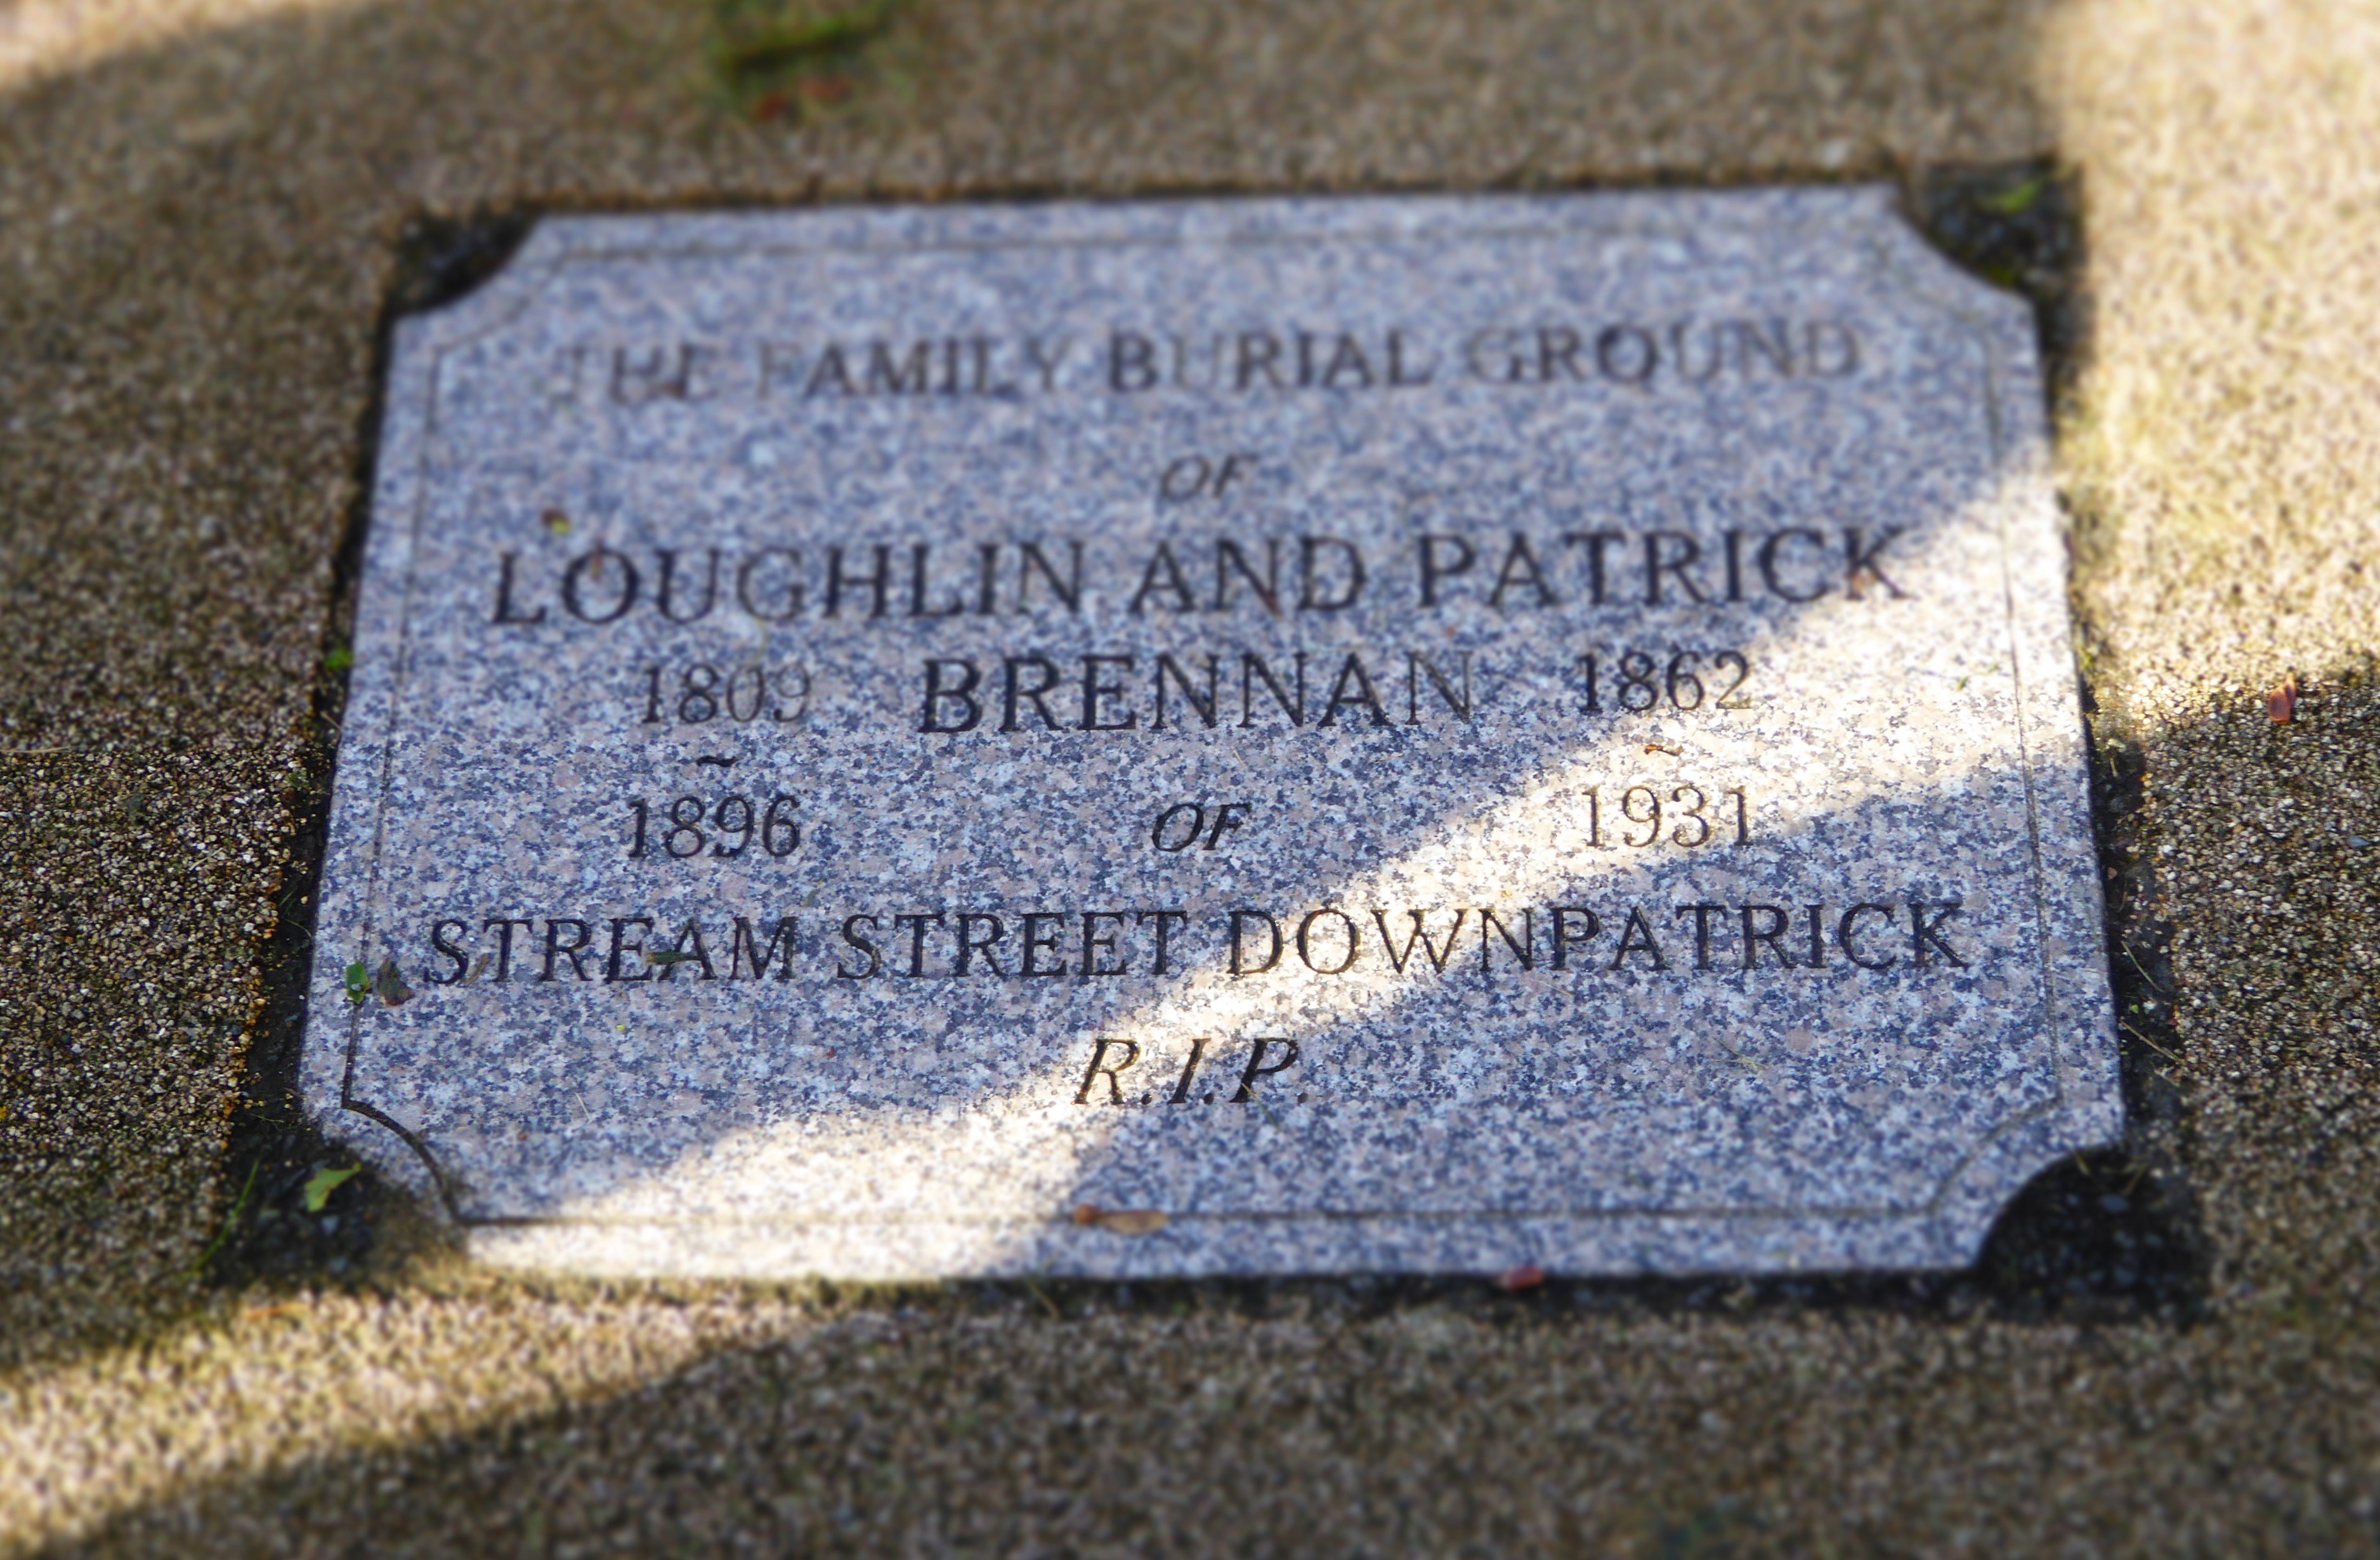 THE FAMILY BURIAL GROUND
OF
LOUGHLIN AND PATRICK
1809 BRENNAN 1862
~ ~
1896 OF 1931
STREAM STREET DOWNPATRICK
R.I.P.